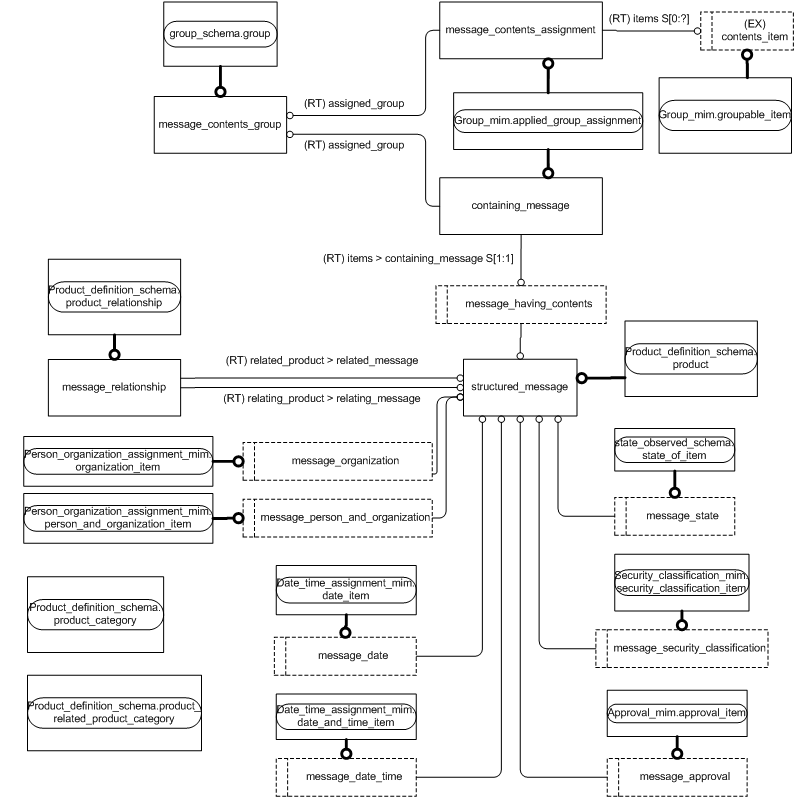 group_schema.group
message_contents_assignment
(RT) items S[0:?]
(EX)
contents_item
message_contents_group
(RT) assigned_group
(RT) assigned_group
Group_mim.applied_group_assignment
Group_mim.groupable_item
containing_message
(RT) items > containing_message S[1:1]
message_having_contents
Product_definition_schema.
product_relationship
message_relationship
(RT) related_product > related_message
(RT) relating_product > relating_message
structured_message
Product_definition_schema.
product
Person_organization_assignment_mim.
organization_item
message_organization
Person_organization_assignment_mim.
person_and_organization_item
message_person_and_organization
state_observed_schema.
state_of_item
message_state
Product_definition_schema.
product_category
Date_time_assignment_mim.
date_item
message_date
Security_classification_mim.
security_classification_item
message_security_classification
Product_definition_schema.product_
related_product_category
Date_time_assignment_mim.
date_and_time_item
message_date_time
Approval_mim.approval_item
message_approval